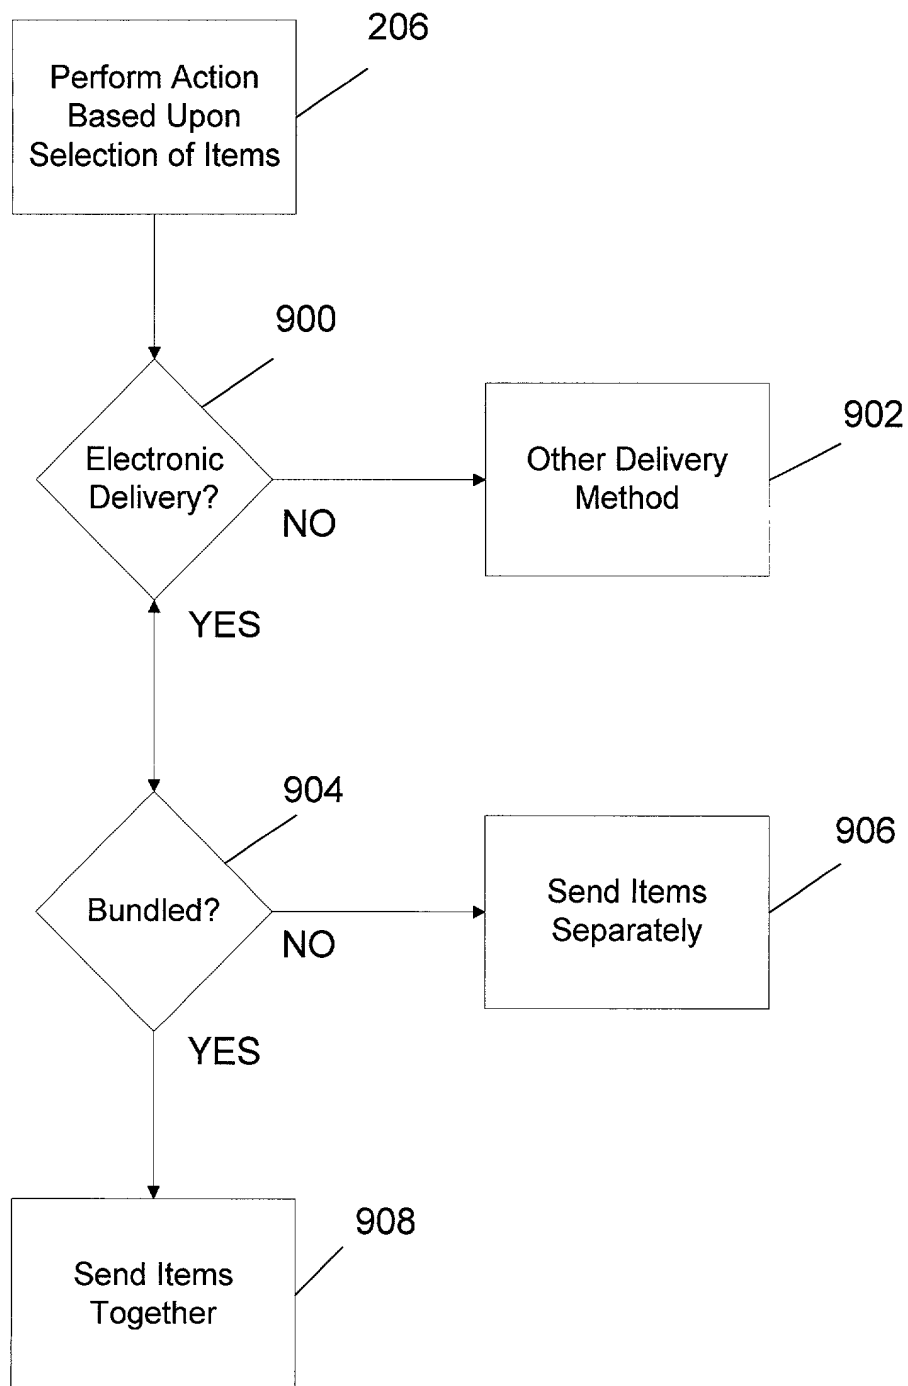 206
Perform Action
Based Upon
Selection of Items
900
Electronic
Delivery?
NO
YES
902
Other Delivery
Method
904
Bundled?
NO
YES
906
Send Items
Separately
908
Send Items
Together